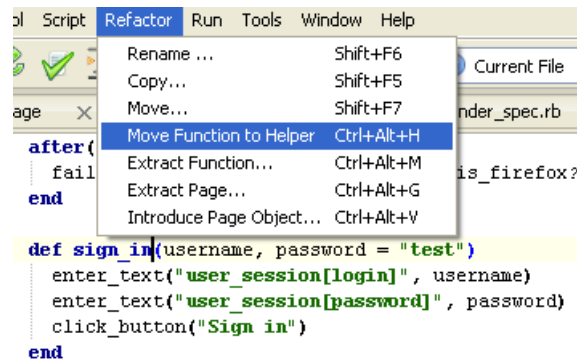 Script Refactor Run Tools Window Help
Rename ... Shift+F6
Copy... Shift+F5
Current File
Move... Shift+F7
age × nder_spec.rb
Move Function to Helper Ctrl+Alt+H
after(
Extract Function... Ctrl+Alt+M
fail is_firefox?
Extract Page... Ctrl+Alt+G
end
Introduce Page Object... Ctrl+Alt+V
def sign_in(username, password = "test")
enter_text("user_session[login]", username)
enter_text("user_session[password]", password)
click_button("Sign in")
end